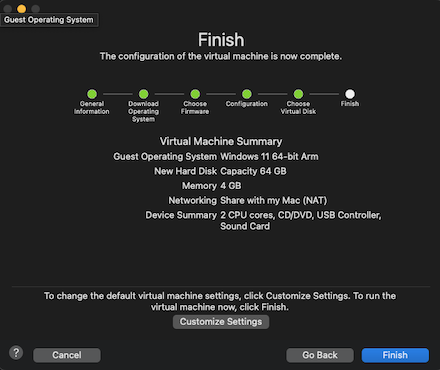 Guest Operating System
Finish
The configuration of the virtual machine is now complete.
General
Information
Download
Operating
System
Choose
Firmware
Configuration
Choose
Virtual Disk
Finish
Virtual Machine Summary
Guest Operating System Windows 11 64-bit Arm
New Hard Disk Capacity 64 GB
Memory 4 GB
Networking Share with my Mac (NAT)
Device Summary 2 CPU cores, CD/DVD, USB Controller,
Sound Card
To change the default virtual machine settings, click Customize Settings. To run the
virtual machine now, click Finish.
Customize Settings
? Cancel Go Back Finish